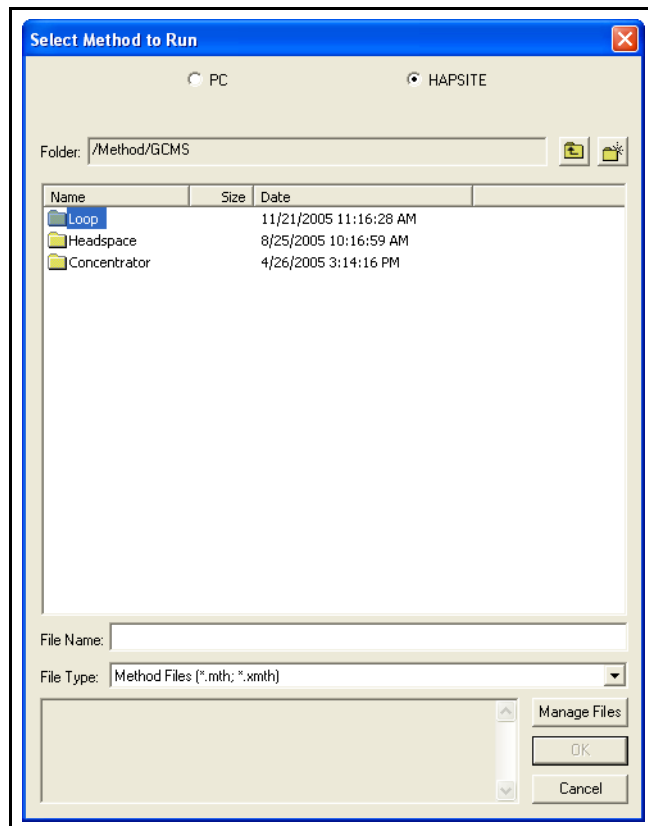 Select Method to Run
PC HAPSITE
Folder: /Method/GCMS
Name Size Date
Loop 11/21/2005 11:16:28 AM
Headspace 8/25/2005 10:16:59 AM
Concentrator 4/26/2005 3:14:16 PM
File Name:
File Type: Method Files (*.mth; *.xmth)
Manage Files
OK
Cancel